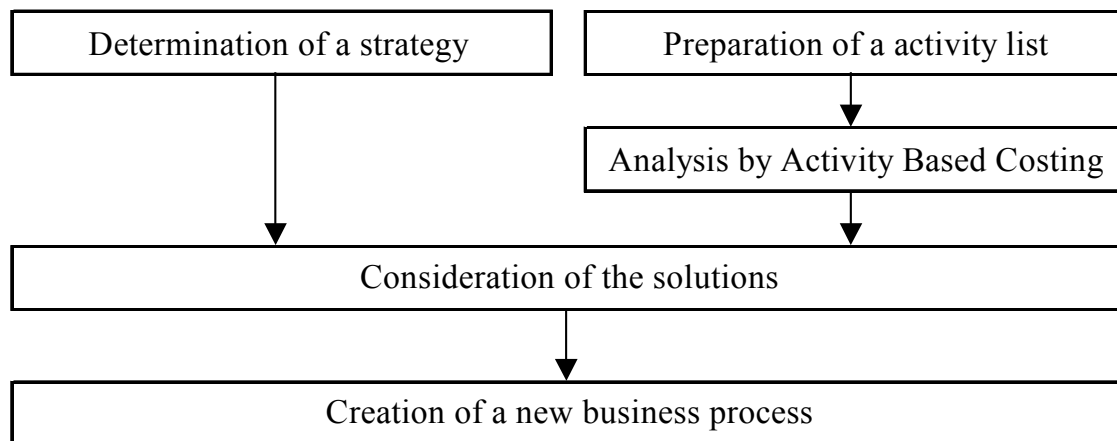 Determination of a strategy
Preparation of a activity list
Analysis by Activity Based Costing
Consideration of the solutions
Creation of a new business process